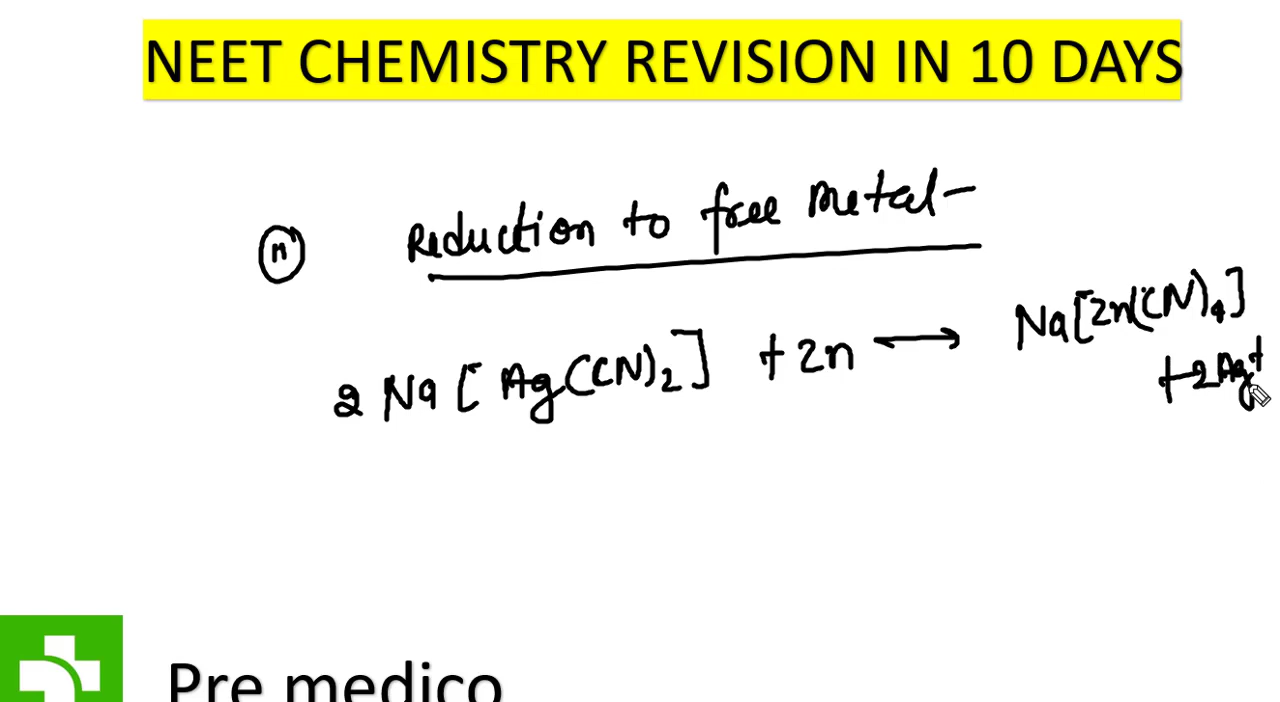 NEET CHEMISTRY REVISION IN 10 DAYS
Reduction to free metal-
2 Na [Ag(CN)2] + Zn ⟶ Na[Zn(CN)4]
+2Ag+
Pre medico